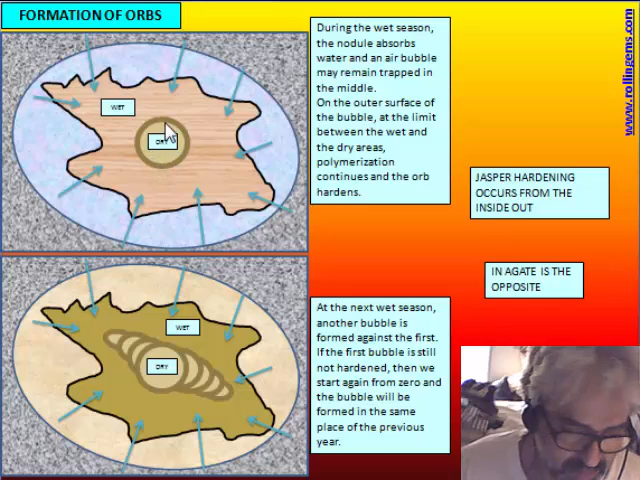 FORMATION OF ORBS
WET
DRY
During the wet season,
the nodule absorbs
water and an air bubble
may remain trapped in
the middle.
On the outer surface of
the bubble, at the limit
between the wet and
the dry areas,
polymerization
continues and the orb
hardens.
www.rollingems.com
JASPER HARDENING
OCCURS FROM THE
INSIDE OUT
IN AGATE IS THE
OPPOSITE
WET
DRY
At the next wet season,
another bubble is
formed against the first.
If the first bubble is still
not hardened, then we
start again from zero and
the bubble will be
formed in the same
place of the previous
year.